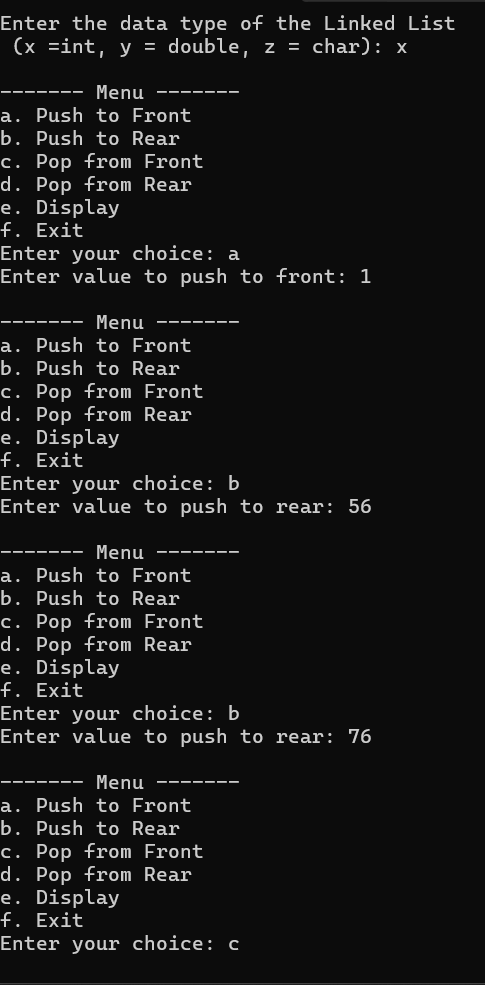 Enter the data type of the Linked List
 (x =int, y = double, z = char): x

------- Menu -------
a. Push to Front
b. Push to Rear
c. Pop from Front
d. Pop from Rear
e. Display
f. Exit
Enter your choice: a
Enter value to push to front: 1

------- Menu -------
a. Push to Front
b. Push to Rear
c. Pop from Front
d. Pop from Rear
e. Display
f. Exit
Enter your choice: b
Enter value to push to rear: 56

------- Menu -------
a. Push to Front
b. Push to Rear
c. Pop from Front
d. Pop from Rear
e. Display
f. Exit
Enter your choice: b
Enter value to push to rear: 76

------- Menu -------
a. Push to Front
b. Push to Rear
c. Pop from Front
d. Pop from Rear
e. Display
f. Exit
Enter your choice: c